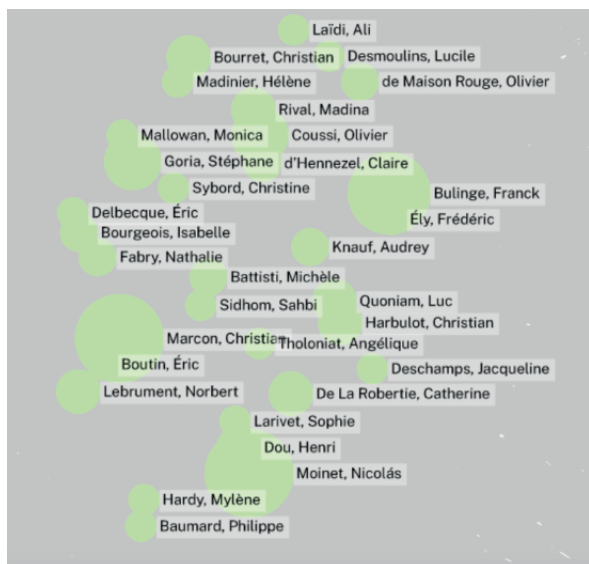 Laïdi, Ali
Bourret, Christian
Desmoulins, Lucile
Madinier, Hélène
de Maison Rouge, Olivier
Rival, Madina
Mallowan, Monica
Coussi, Olivier
Goria, Stéphane
d'Hennezel, Claire
Sybord, Christine
Bulinge, Franck
Delbecque, Éric
Ély, Frédéric
Bourgeois, Isabelle
Knauf, Audrey
Fabry, Nathalie
Battisti, Michèle
Sidhom, Sahbi
Quoniam, Luc
Harbulot, Christian
Marcon, Christian
Tholoniat, Angélique
Boutin, Éric
Deschamps, Jacqueline
Lebrument, Norbert
De La Robertie, Catherine
Larivet, Sophie
Dou, Henri
Moinet, Nicolás
Hardy, Mylène
Baumard, Philippe